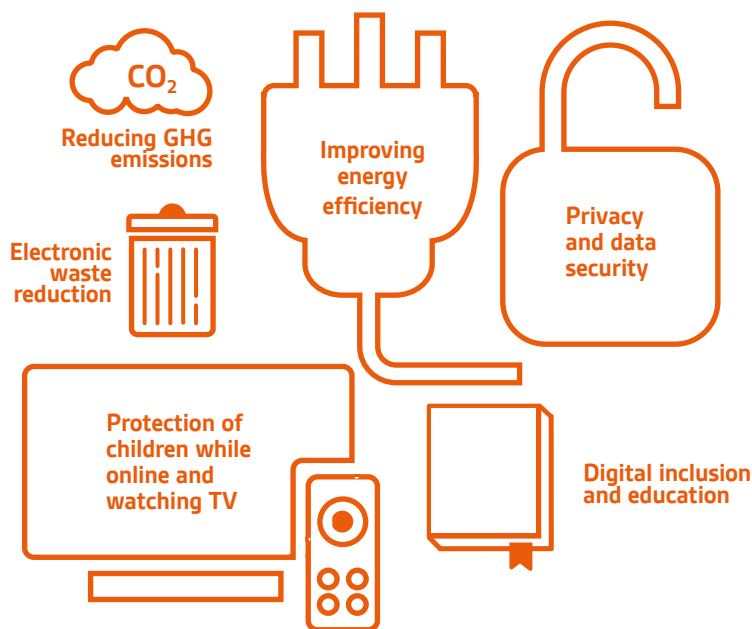 CO₂
Reducing GHG
emissions
Improving
energy
efficiency
Privacy
and data
security
Electronic
waste
reduction
Protection of
children while
online and
watching TV
Digital inclusion
and education